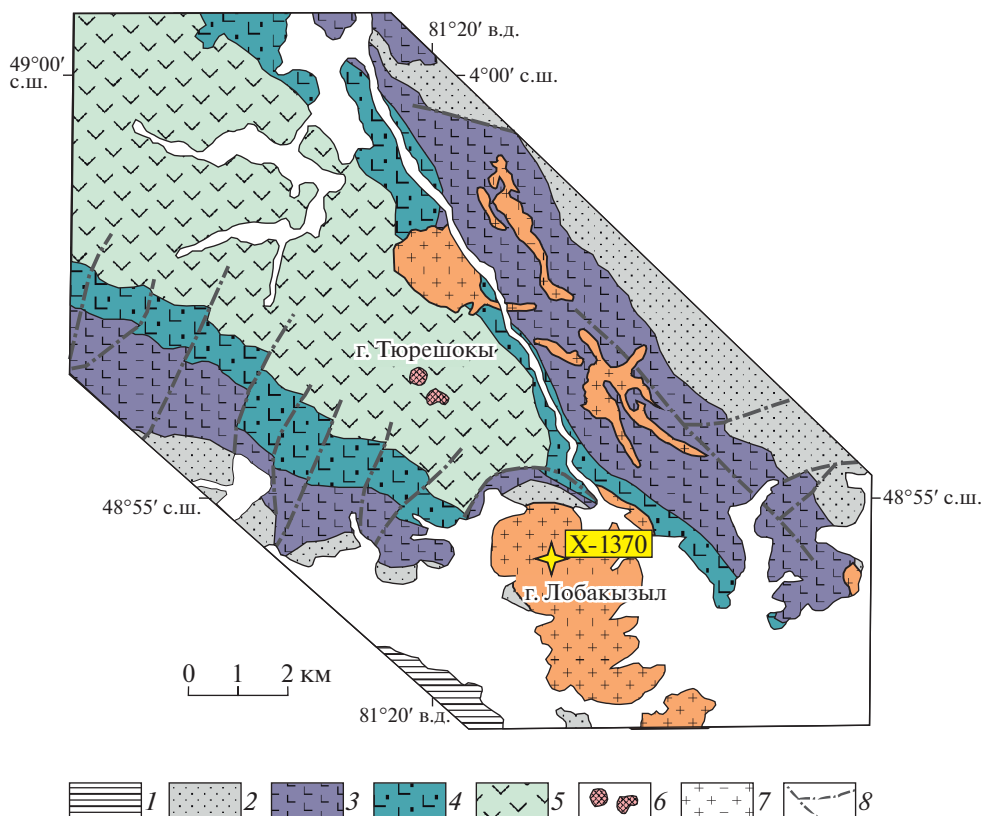 81°20′ в.д.
49°00′
с.ш.
4°00′ с.ш.
г. Тюрешокы
48°55′ с.ш.
48°55′ с.ш.
X-1370
г. Лобакызыл
0 1 2 км
81°20′ в.д.
1 2 3 4 5 6 7 8